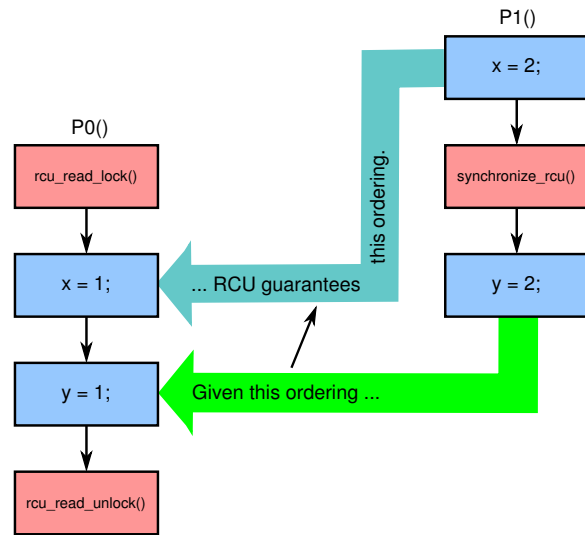 P1()
x = 2;
P0()
rcu_read_lock()
synchronize_rcu()
this ordering.
x = 1;
... RCU guarantees
y = 2;
y = 1;
Given this ordering ...
rcu_read_unlock()